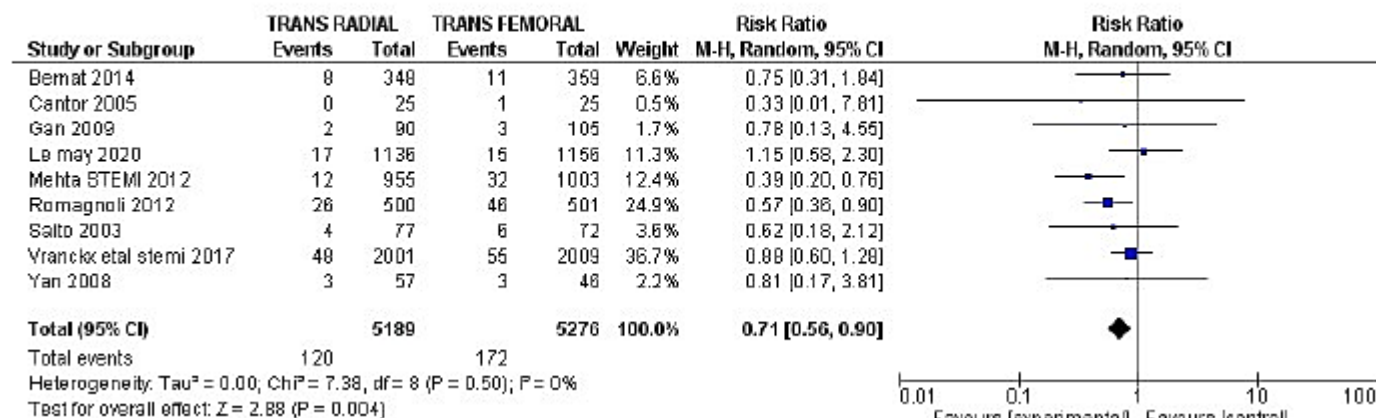 TRANS RADIAL TRANS FEMORAL Risk Ratio Risk Ratio
Study or Subgroup Events Total Events Total Weight M-H, Random, 95% CI M-H, Random, 95% CI
Bernat 2014 8 348 11 359 6.6% 0.75 [0.31, 1.84]
Cantor 2005 0 25 1 25 0.5% 0.33 [0.01, 7.81]
Gan 2009 2 90 3 105 1.7% 0.78 [0.13, 4.55]
Le may 2020 17 1136 15 1156 11.3% 1.15 [0.58, 2.30]
Mehta STEMI 2012 12 955 32 1003 12.4% 0.39 [0.20, 0.76]
Romagnoli 2012 26 500 46 501 24.9% 0.57 [0.36, 0.90]
Saito 2003 4 77 6 72 3.6% 0.62 [0.18, 2.12]
Vranckx etal stemi 2017 48 2001 55 2009 36.7% 0.88 [0.60, 1.28]
Yan 2008 3 57 3 46 2.2% 0.81 [0.17, 3.81]
Total (95% CI) 5189 5276 100.0% 0.71 [0.56, 0.90]
Total events 120 172
Heterogeneity: Tau² = 0.00; Chi² = 7.38, df = 8 (P = 0.50); I² = 0%
Test for overall effect: Z = 2.88 (P = 0.004)
0.01 0.1 1 10 100
Favours [experimental] Favours [control]